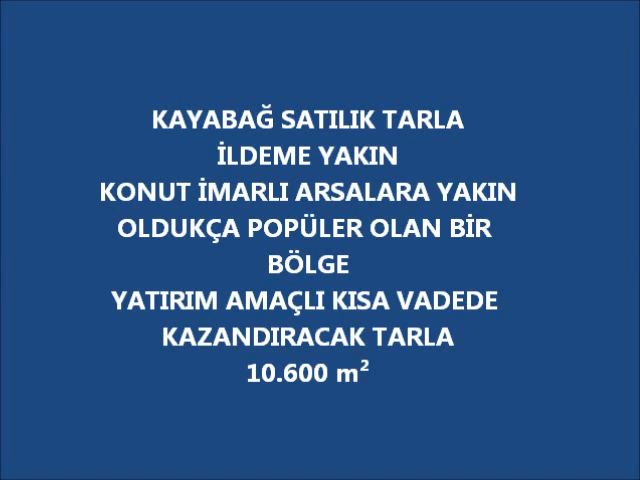 KAYABAĞ SATILIK TARLA
İLDEME YAKIN
KONUT İMARLI ARSALARA YAKIN
OLDUKÇA POPÜLER OLAN BİR
BÖLGE
YATIRIM AMAÇLI KISA VADEDE
KAZANDIRACAK TARLA
10.600 m²